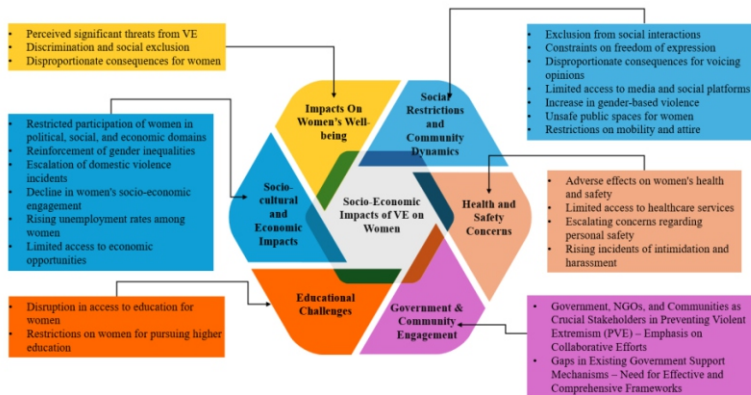 • Perceived significant threats from VE
• Discrimination and social exclusion
• Disproportionate consequences for women
• Exclusion from social interactions
• Constraints on freedom of expression
• Disproportionate consequences for voicing
opinions
• Limited access to media and social platforms
• Increase in gender-based violence
• Unsafe public spaces for women
• Restrictions on mobility and attire
Impacts On
Women's Well-
being
Social
Restrictions and
Community
Dynamics
• Restricted participation of women in
political, social, and economic domains
• Reinforcement of gender inequalities
• Escalation of domestic violence
incidents
• Decline in women's socio-economic
engagement
• Rising unemployment rates among
women
• Limited access to economic
opportunities
Socio-
cultural and
Economic
Impacts
Socio-Economic
Impacts of VE on
Women
Health and
Safety
Concerns
• Adverse effects on women's health
and safety
• Limited access to healthcare services
• Escalating concerns regarding
personal safety
• Rising incidents of intimidation and
harassment
• Disruption in access to education for
women
• Restrictions on women for pursuing higher
education
Educational
Challenges
Government &
Community
Engagement
• Government, NGOs, and Communities as
Crucial Stakeholders in Preventing Violent
Extremism (PVE) – Emphasis on
Collaborative Efforts
• Gaps in Existing Government Support
Mechanisms – Need for Effective and
Comprehensive Frameworks